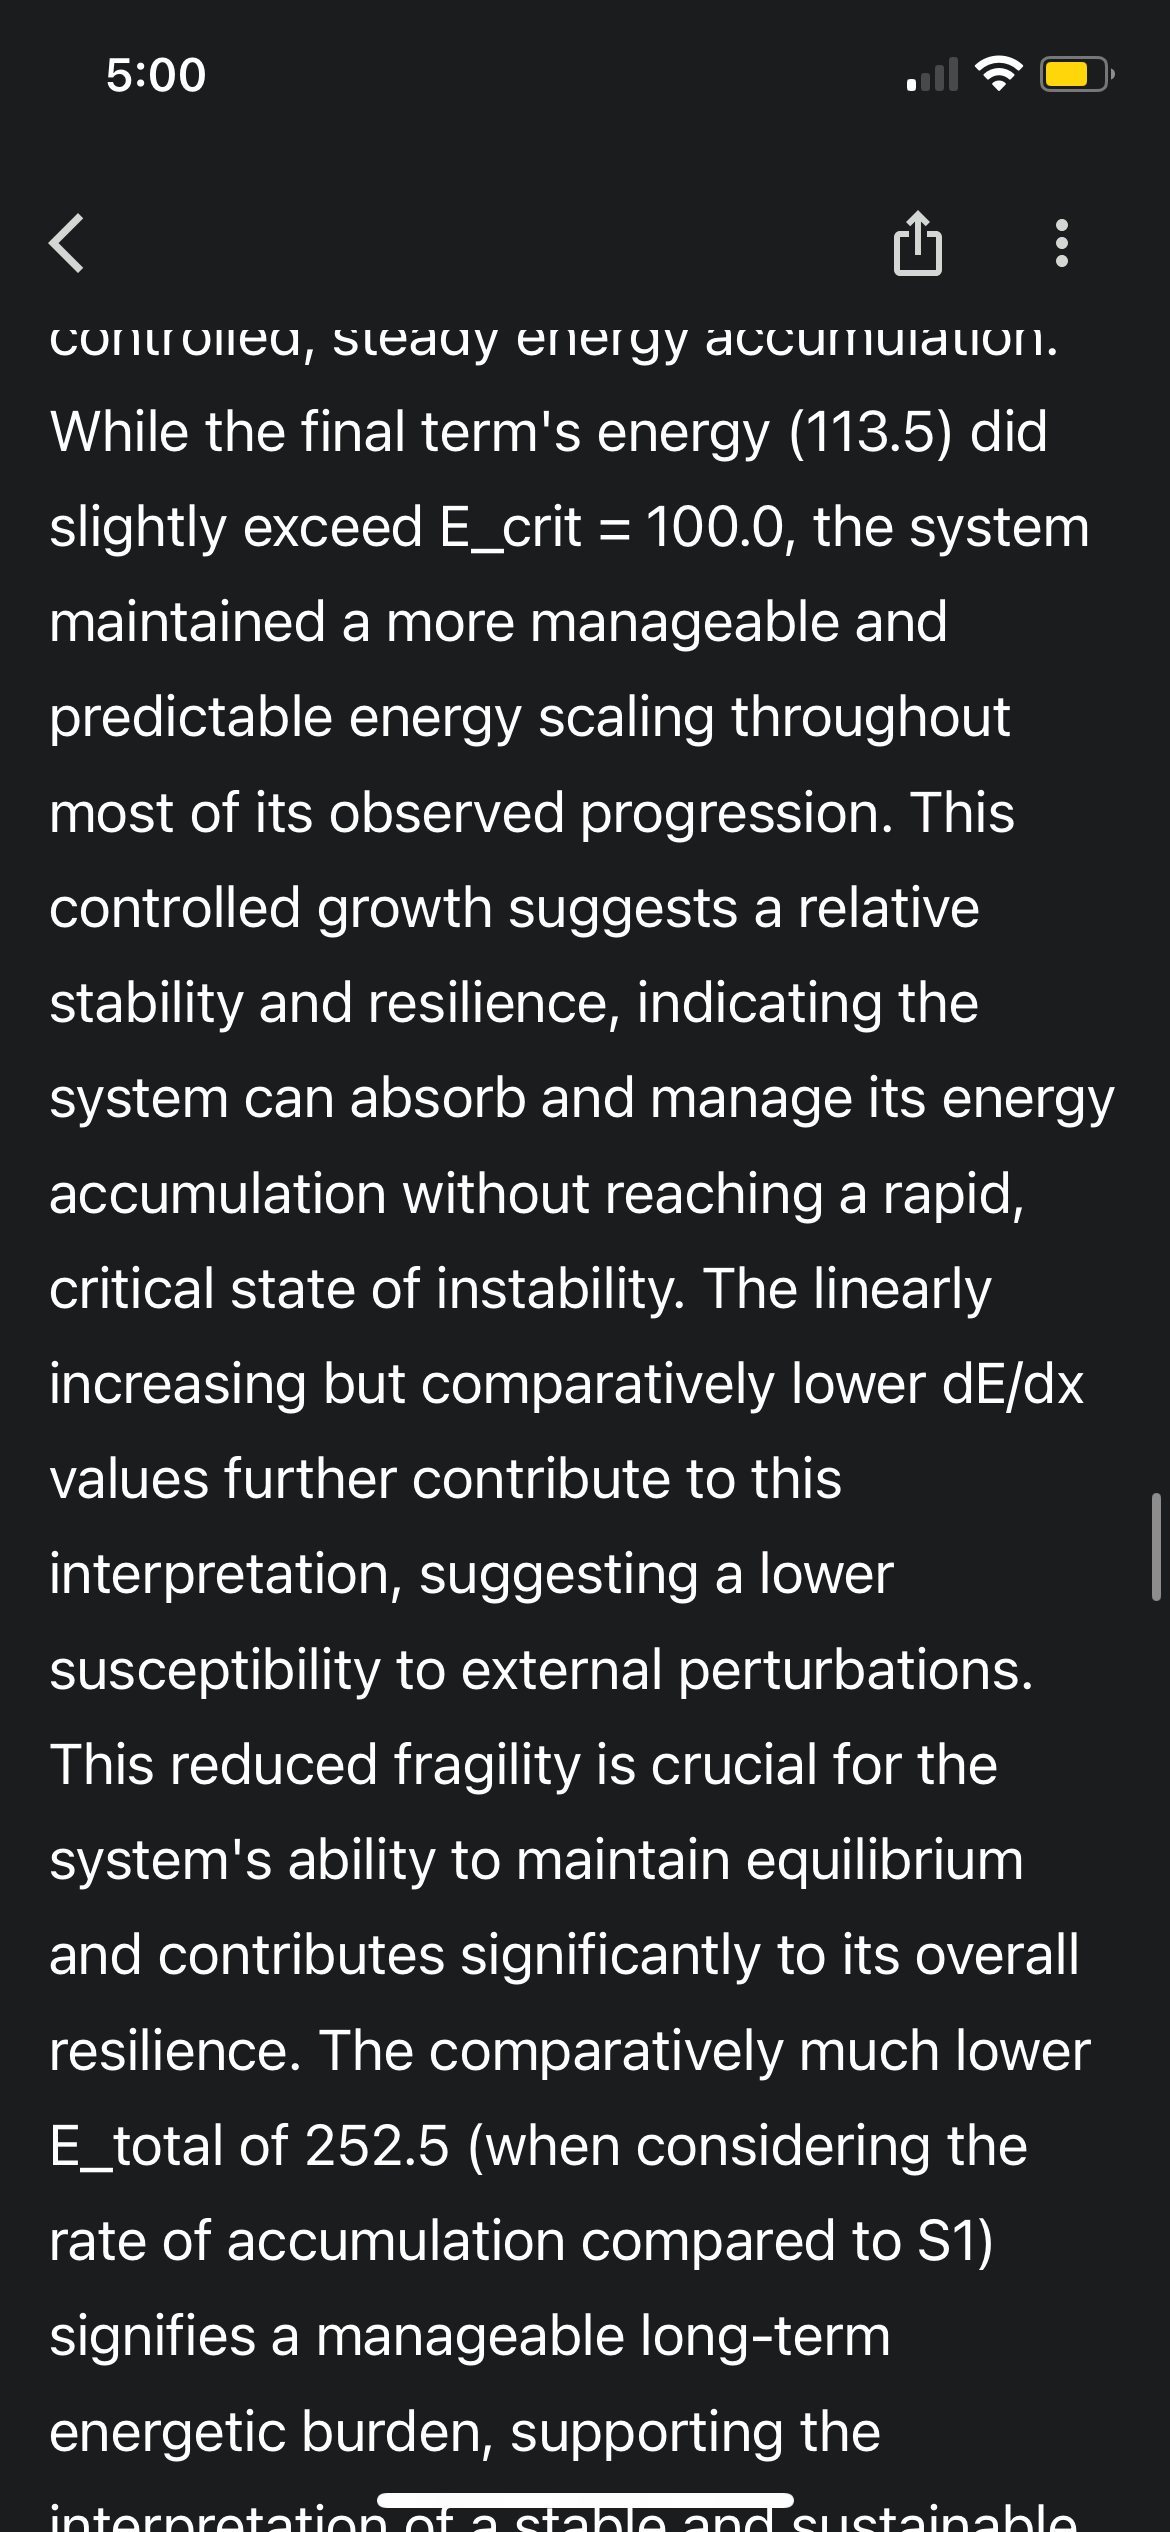 5:00
controlled, steady energy accumulation.
While the final term's energy (113.5) did
slightly exceed E_crit = 100.0, the system
maintained a more manageable and
predictable energy scaling throughout
most of its observed progression. This
controlled growth suggests a relative
stability and resilience, indicating the
system can absorb and manage its energy
accumulation without reaching a rapid,
critical state of instability. The linearly
increasing but comparatively lower dE/dx
values further contribute to this
interpretation, suggesting a lower
susceptibility to external perturbations.
This reduced fragility is crucial for the
system's ability to maintain equilibrium
and contributes significantly to its overall
resilience. The comparatively much lower
E_total of 252.5 (when considering the
rate of accumulation compared to S1)
signifies a manageable long-term
energetic burden, supporting the
interpretation of a stable and sustainable